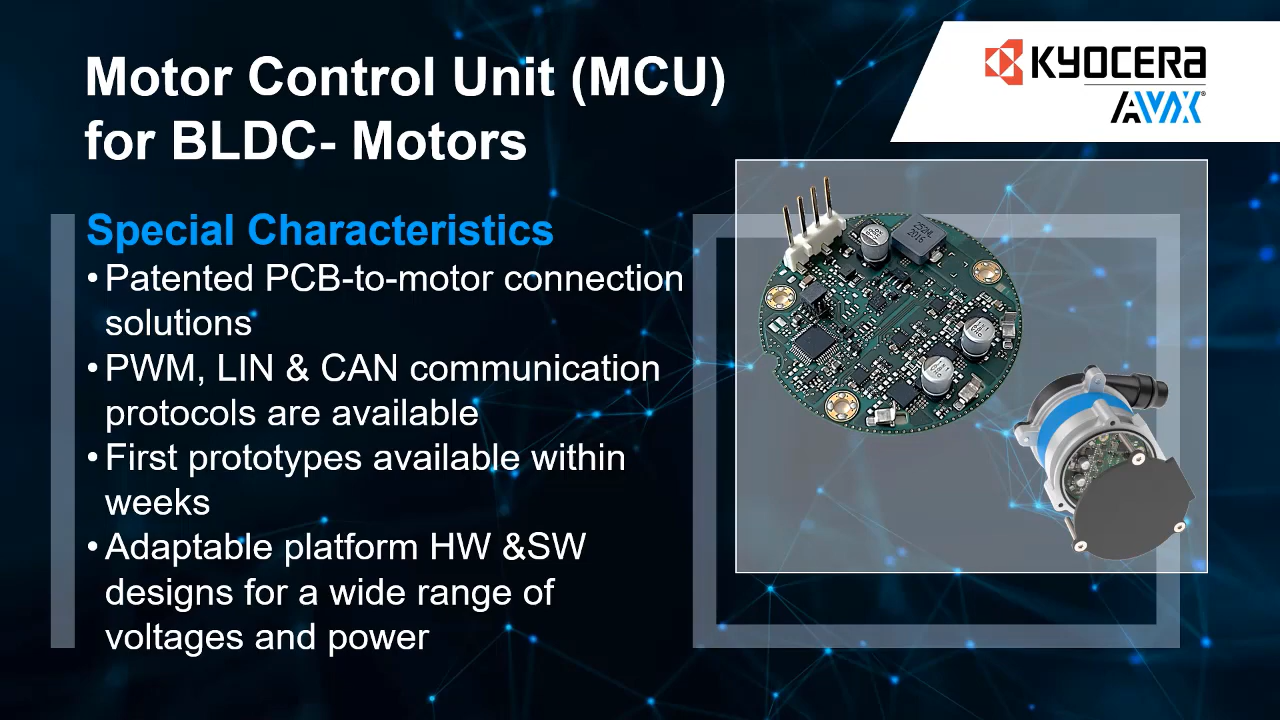 Motor Control Unit (MCU)
for BLDC- Motors
KYOCERA
AVX®
Special Characteristics
• Patented PCB-to-motor connection
solutions
• PWM, LIN & CAN communication
protocols are available
• First prototypes available within
weeks
• Adaptable platform HW &SW
designs for a wide range of
voltages and power